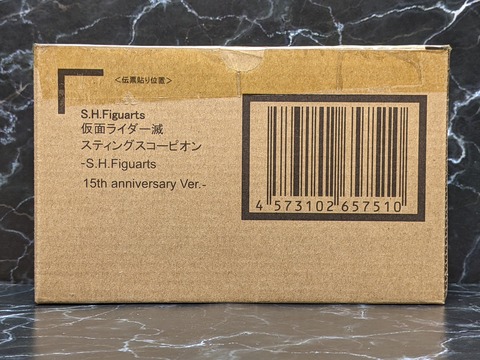 ＜伝票貼り位置＞
S.H.Figuarts
仮面ライダー滅
スティングスコーピオン
-S.H.Figuarts
15th anniversary Ver.-
4 573102 657510